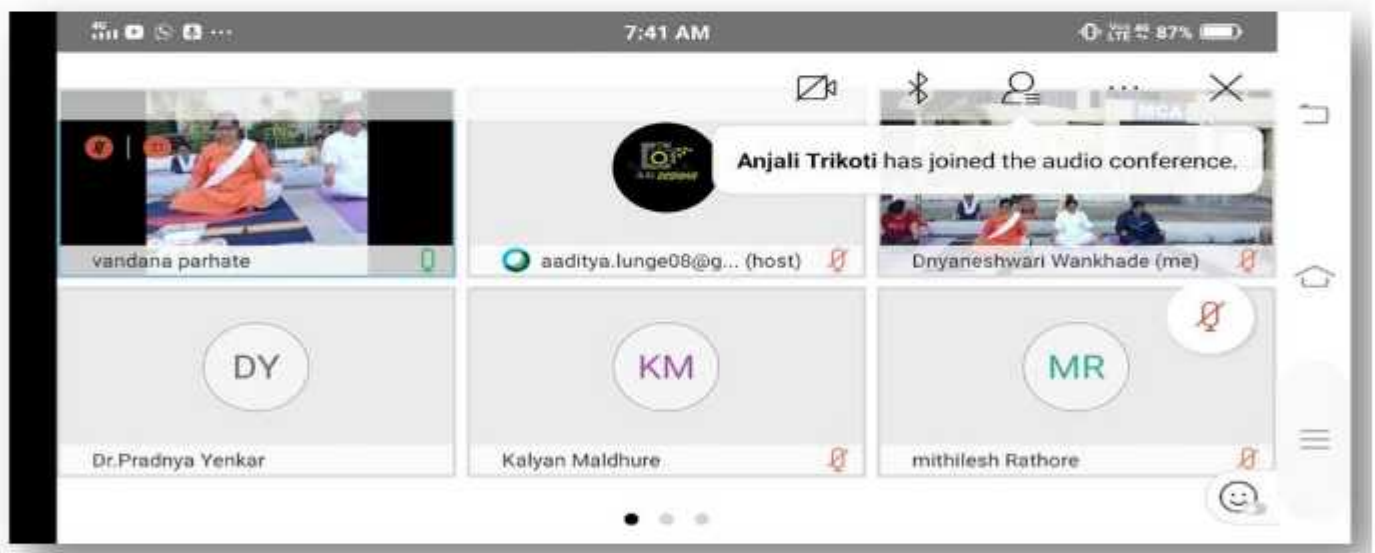 7:41 AM
87%
MCA
Anjali Trikoti has joined the audio conference.
vandana parhate
aaditya.lunge08@g... (host)
Dnyaneshwari Wankhade (me)
DY
KM
MR
Dr.Pradnya Yenkar
Kalyan Maldhure
mithilesh Rathore